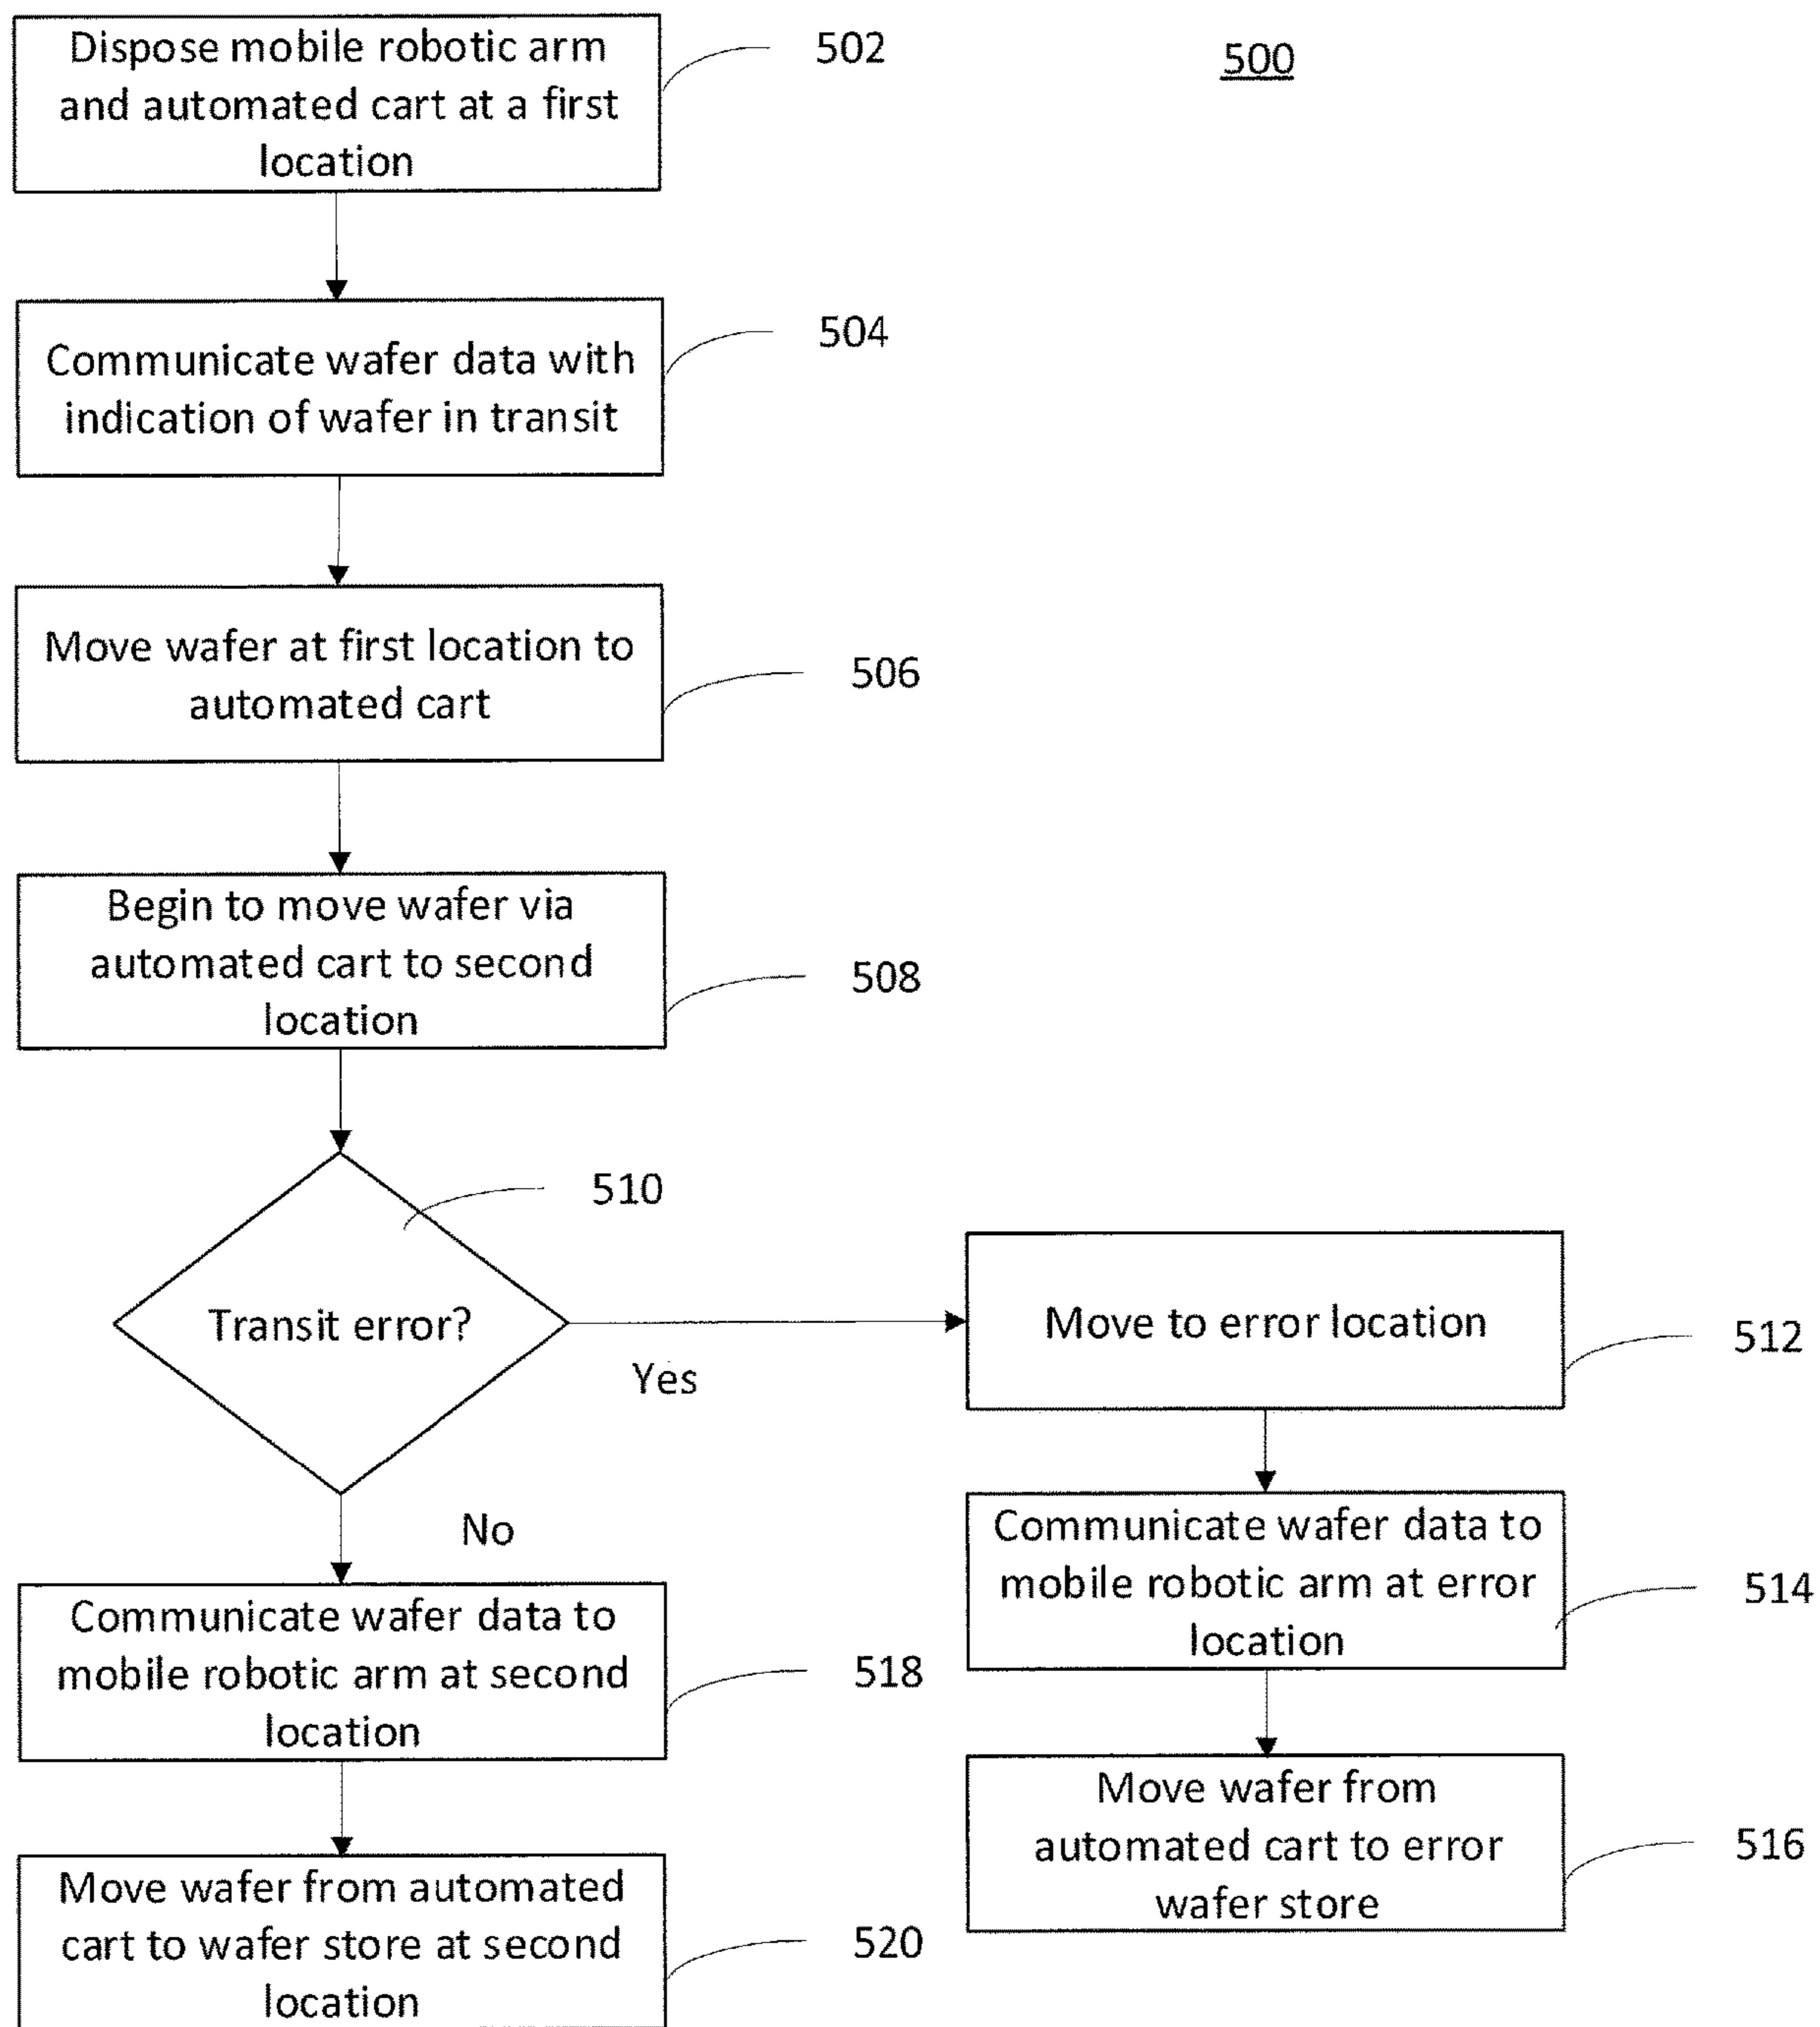 Dispose mobile robotic arm
and automated cart at a first
location
502
500
Communicate wafer data with
indication of wafer in transit
504
Move wafer at first location to
automated cart
506
Begin to move wafer via
automated cart to second
location
508
510
Transit error?
Yes
No
Move to error location
512
Communicate wafer data to
mobile robotic arm at error
location
514
Move wafer from
automated cart to error
wafer store
516
Communicate wafer data to
mobile robotic arm at second
location
518
Move wafer from automated
cart to wafer store at second
location
520